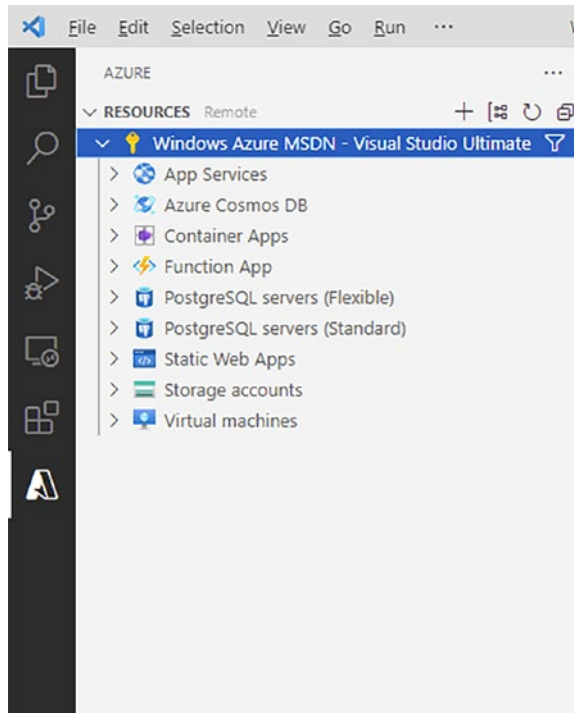 File Edit Selection View Go Run ...
AZURE ...
RESOURCES Remote
Windows Azure MSDN - Visual Studio Ultimate
App Services
Azure Cosmos DB
Container Apps
Function App
PostgreSQL servers (Flexible)
PostgreSQL servers (Standard)
Static Web Apps
Storage accounts
Virtual machines